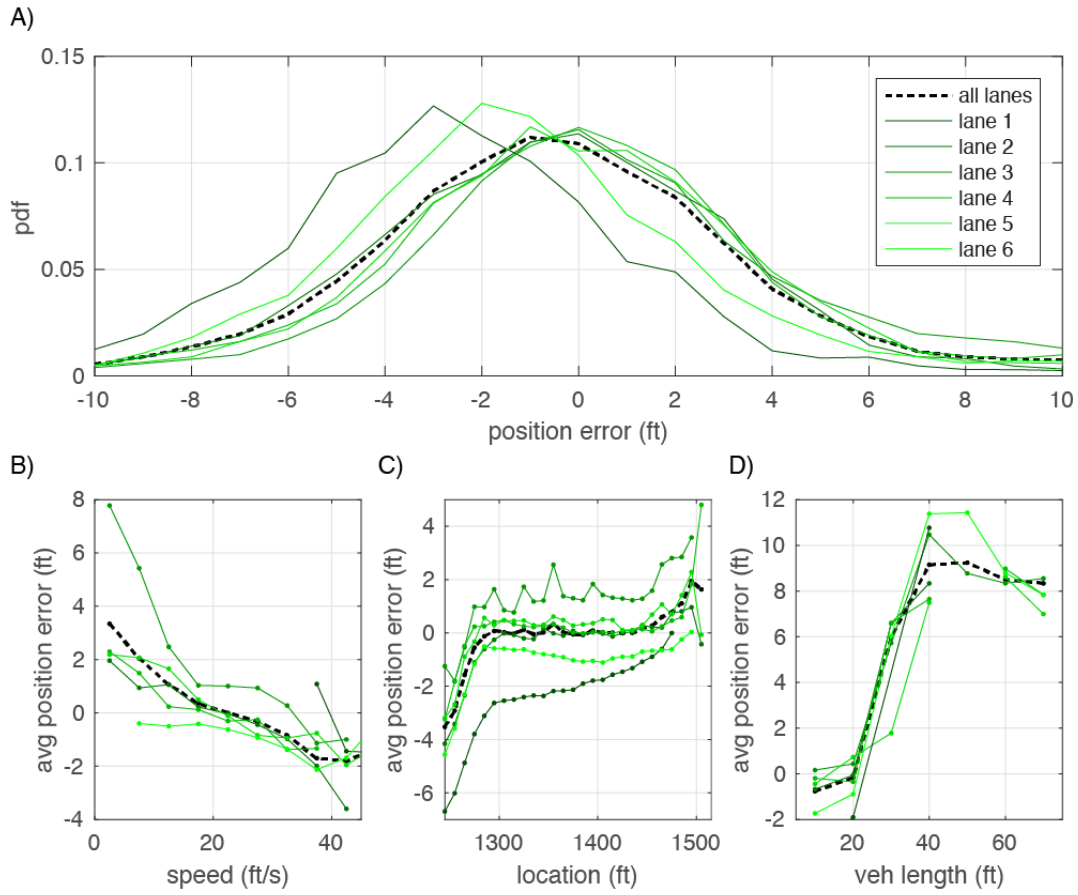 A)
0.15
0.1
0.05
0
pdf
-10
-8
-6
-4
-2
0
2
4
6
8
10
position error (ft)
all lanes
lane 1
lane 2
lane 3
lane 4
lane 5
lane 6
B)
8
6
4
2
0
-2
-4
avg position error (ft)
0
20
40
speed (ft/s)
C)
4
2
0
-2
-4
-6
avg position error (ft)
1300
1400
1500
location (ft)
D)
12
10
8
6
4
2
0
-2
avg position error (ft)
20
40
60
veh length (ft)